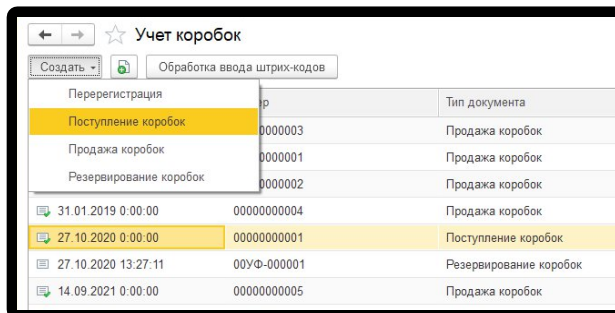 Учет коробок
Создать
Обработка ввода штрих-кодов
Перерегистрация
Поступление коробок
Продажа коробок
Резервирование коробок
Тип документа
Продажа коробок
Продажа коробок
Продажа коробок
31.01.2019 0:00:00 00000000004 Продажа коробок
27.10.2020 0:00:00 00000000001 Поступление коробок
27.10.2020 13:27:11 00УФ-000001 Резервирование коробок
14.09.2021 0:00:00 00000000005 Продажа коробок